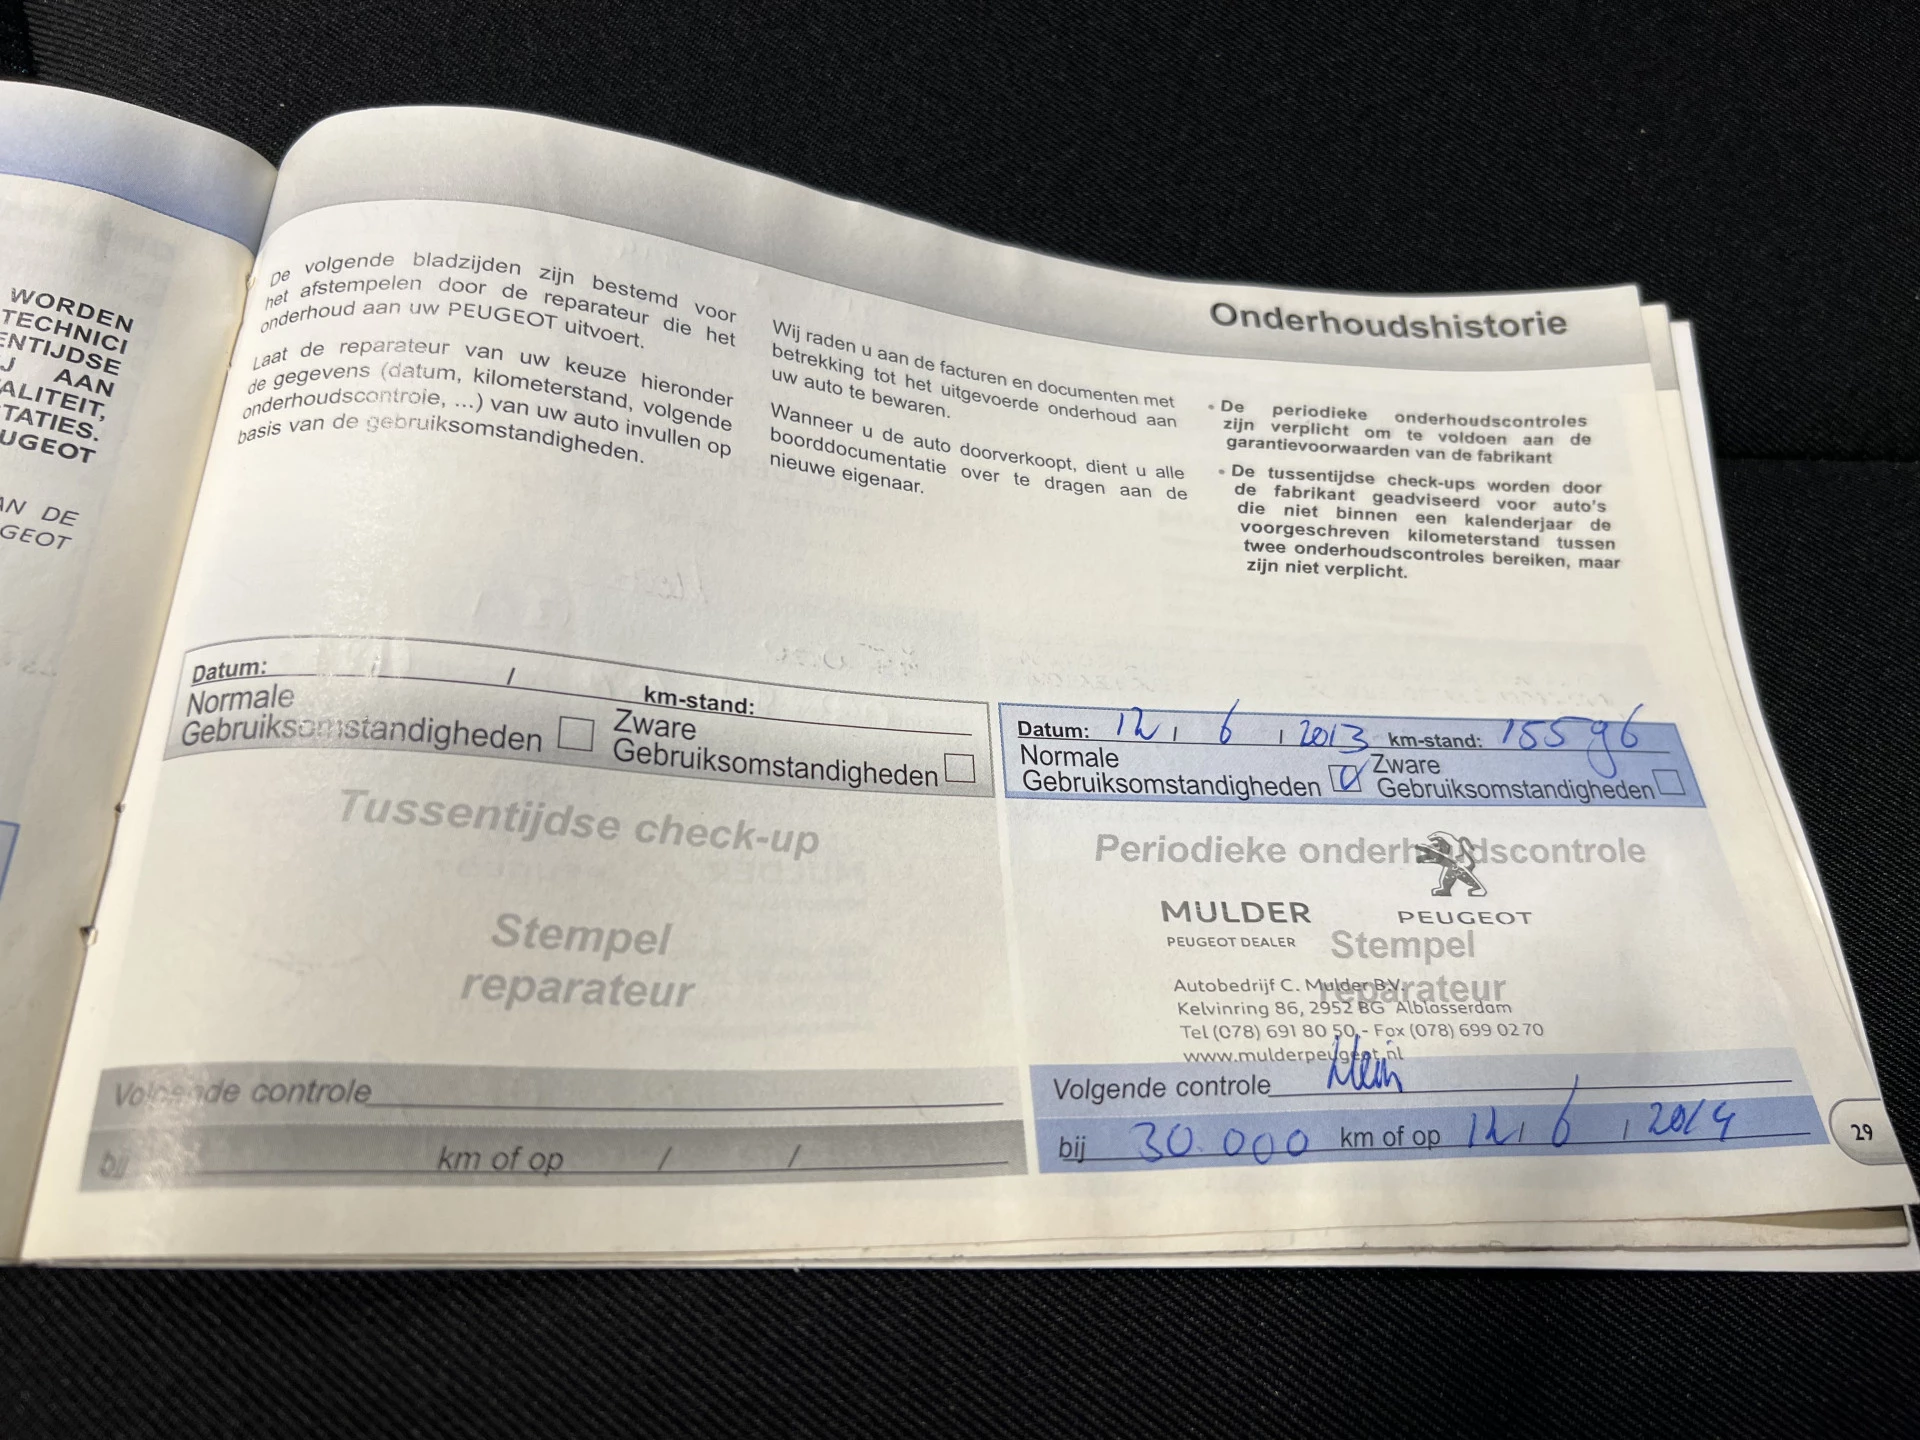 WORDEN
TECHNICI
ENTIJDSE
J AAN
ALITEIT,
TATIES.
UGEOT
AN DE
GEOT
De volgende bladzijden zijn bestemd voor
het afstempelen door de reparateur die het
onderhoud aan uw PEUGEOT uitvoert.
Laat de reparateur van uw keuze hieronder
de gegevens (datum, kilometerstand, volgende
onderhoudscontrole, ...) van uw auto invullen op
basis van de gebruiksomstandigheden.
Wij raden u aan de facturen en documenten met
betrekking tot het uitgevoerde onderhoud aan
uw auto te bewaren.
Wanneer u de auto doorverkoopt, dient u alle
boorddocumentatie over te dragen aan de
nieuwe eigenaar.
Onderhoudshistorie
• De periodieke onderhoudscontroles
zijn verplicht om te voldoen aan de
garantievoorwaarden van de fabrikant
• De tussentijdse check-ups worden door
de fabrikant geadviseerd voor auto's
die niet binnen een kalenderjaar de
voorgeschreven kilometerstand tussen
twee onderhoudscontroles bereiken, maar
zijn niet verplicht.
Datum: / km-stand:
Normale
Gebruiksomstandigheden
Zware
Gebruiksomstandigheden
Tussentijdse check-up
Stempel
reparateur
Volgende controle
bij km of op / /
Datum: 12 / 6 / 2013 km-stand: 15596
Normale
Gebruiksomstandigheden
Zware
Gebruiksomstandigheden
Periodieke onderhoudscontrole
MULDER
PEUGEOT DEALER
PEUGEOT
Stempel
reparateur
Autobedrijf C. Mulder B.V.
Kelvinring 86, 2952 BG Alblasserdam
Tel (078) 691 80 50 - Fax (078) 699 02 70
www.mulderpeugeot.nl
Volgende controle klein
bij 30.000 km of op 12 / 6 / 2014
29